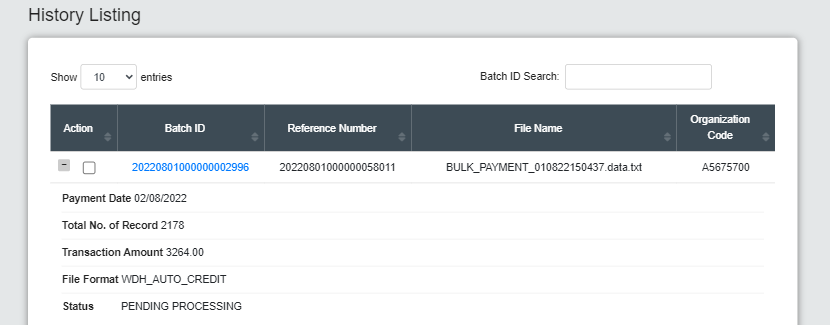 History Listing
Show 10 entries Batch ID Search:
Action Batch ID Reference Number File Name Organization Code
20220801000000002996 20220801000000058011 BULK_PAYMENT_010822150437.data.txt A5675700
Payment Date 02/08/2022
Total No. of Record 2178
Transaction Amount 3264.00
File Format WDH_AUTO_CREDIT
Status PENDING PROCESSING